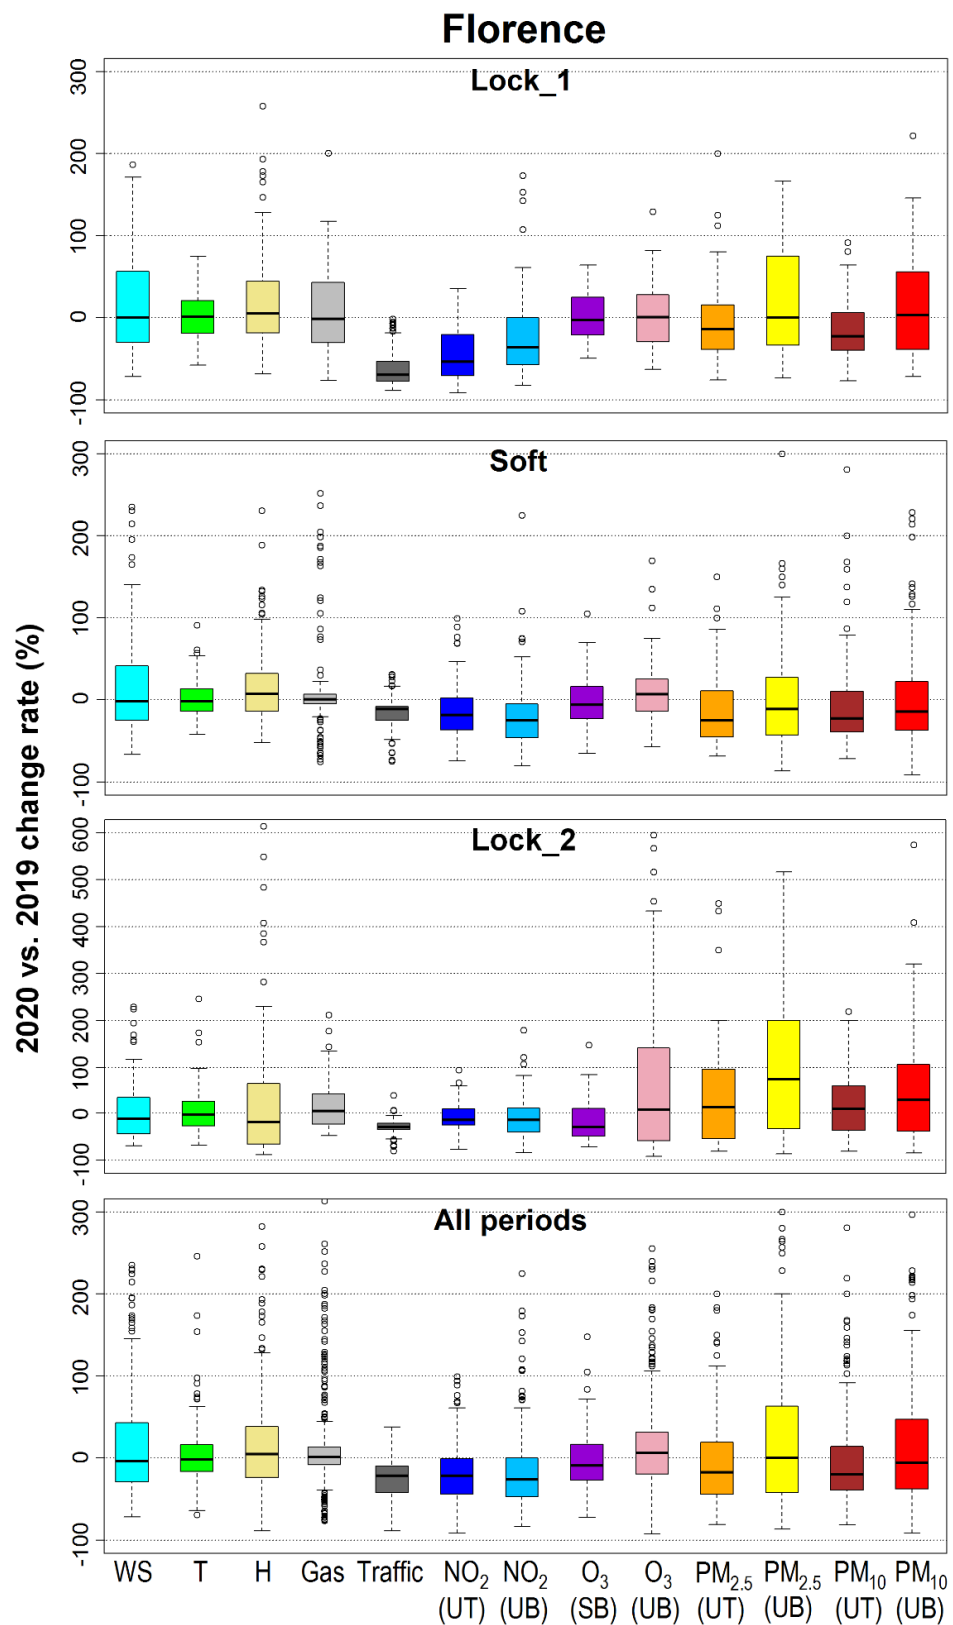 Florence
2020 vs. 2019 change rate (%)
Lock_1
300
200
100
0
-100
Soft
300
200
100
0
-100
Lock_2
600
500
400
300
200
100
0
-100
All periods
300
200
100
0
-100
WS T H Gas Traffic NO2 NO2 O3 O3 PM2.5 PM2.5 PM10 PM10
(UT) (UB) (SB) (UB) (UT) (UB) (UT) (UB)